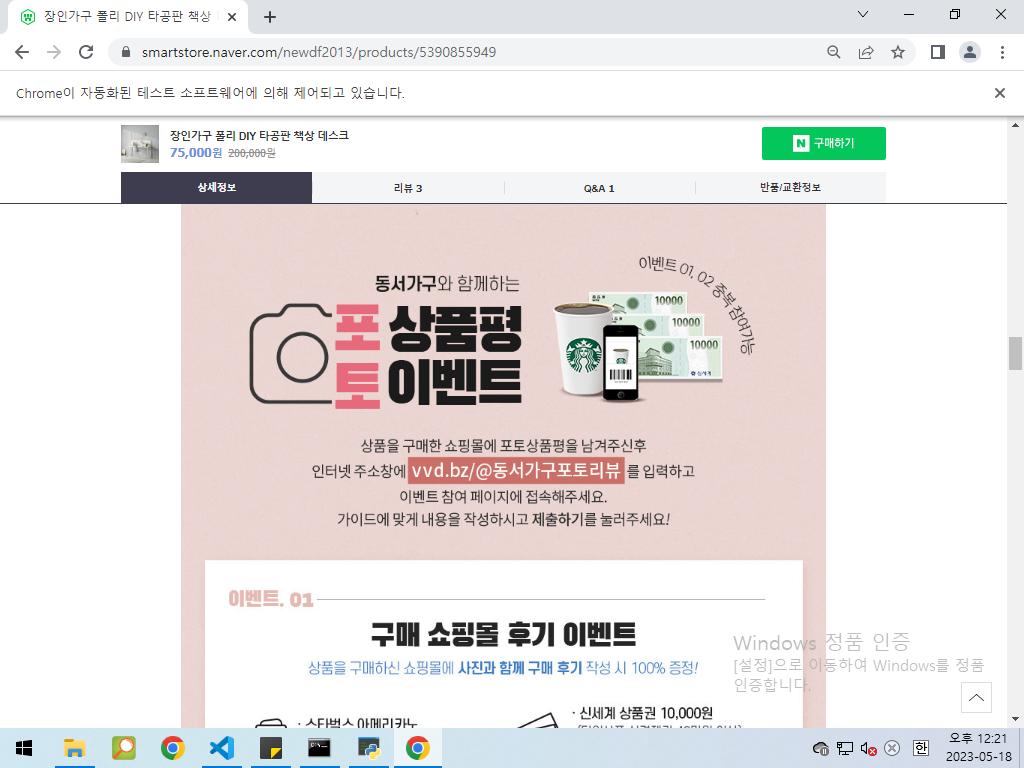 장인가구 폴리 DIY 타공판 책상
smartstore.naver.com/newdf2013/products/5390855949
Chrome이 자동화된 테스트 소프트웨어에 의해 제어되고 있습니다.
장인가구 폴리 DIY 타공판 책상 데스크
75,000원 200,000원
N 구매하기
상세정보 리뷰 3 Q&A 1 반품/교환정보
동서가구와 함께하는
포토 상품평
이벤트
이벤트 01, 02 중복 참여가능
10000
10000
10000
상품을 구매한 쇼핑몰에 포토상품평을 남겨주신후
인터넷 주소창에 vvd.bz/@동서가구포토리뷰 를 입력하고
이벤트 참여 페이지에 접속해주세요.
가이드에 맞게 내용을 작성하시고 제출하기를 눌러주세요!
이벤트. 01
구매 쇼핑몰 후기 이벤트
상품을 구매하신 쇼핑몰에 사진과 함께 구매 후기 작성 시 100% 증정!
· 스타벅스 아메리카노
· 신세계 상품권 10,000원
Windows 정품 인증
[설정]으로 이동하여 Windows를 정품
인증합니다.
한
오후 12:21
2023-05-18